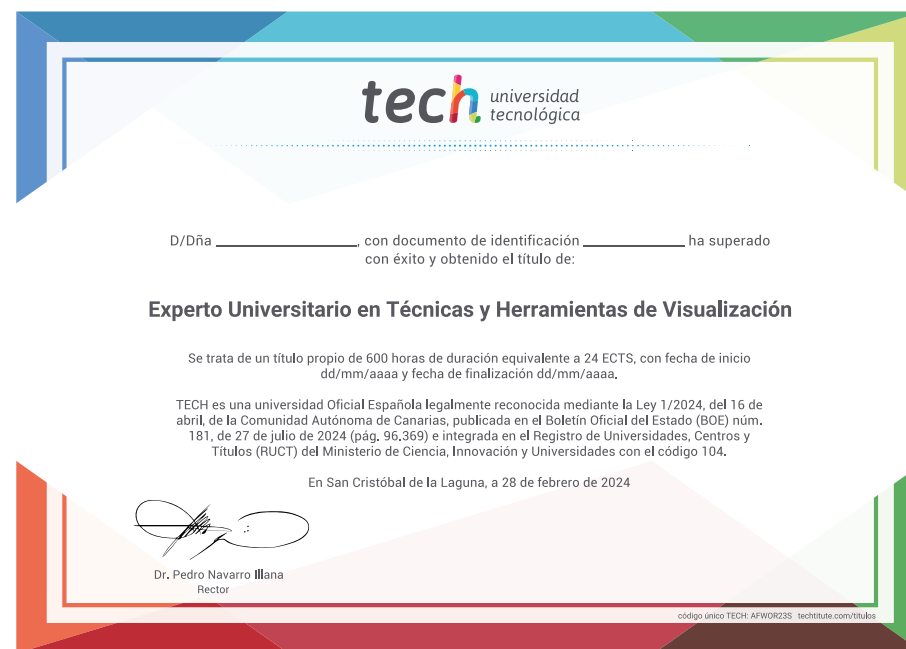 tech universidad
tecnológica
D/Dña ____________, con documento de identificación ____________ ha superado
con éxito y obtenido el título de:
Experto Universitario en Técnicas y Herramientas de Visualización
Se trata de un título propio de 600 horas de duración equivalente a 24 ECTS, con fecha de inicio
dd/mm/aaaa y fecha de finalización dd/mm/aaaa.
TECH es una universidad Oficial Española legalmente reconocida mediante la Ley 1/2024, del 16 de
abril, de la Comunidad Autónoma de Canarias, publicada en el Boletín Oficial del Estado (BOE) núm.
181, de 27 de julio de 2024 (pág. 96.369) e integrada en el Registro de Universidades, Centros y
Títulos (RUCT) del Ministerio de Ciencia, Innovación y Universidades con el código 104.
En San Cristóbal de la Laguna, a 28 de febrero de 2024
Dr. Pedro Navarro Illana
Rector
código único TECH: AFWOR23S techtitute.com/titulos